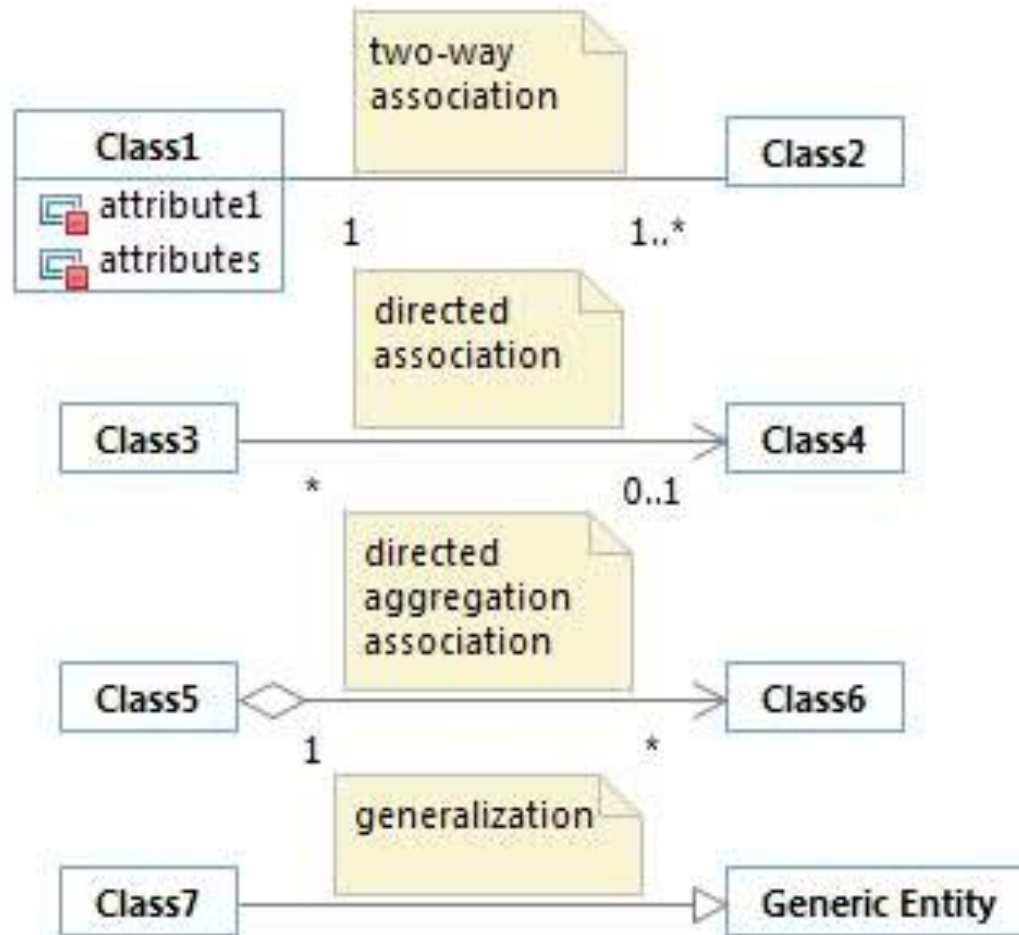 two-way
association
Class1
Class2
attribute1
attributes
1
1..*
directed
association
Class3
Class4
*
0..1
directed
aggregation
association
Class5
Class6
1
*
generalization
Class7
Generic Entity